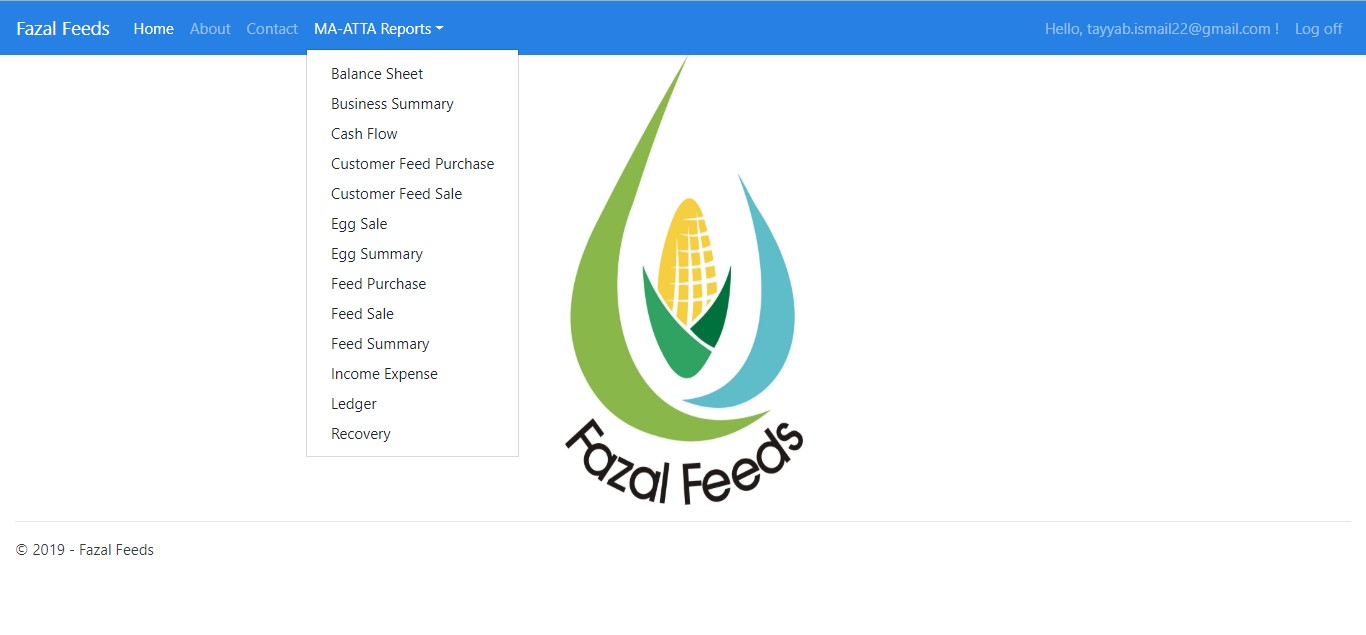 Fazal Feeds Home About Contact MA-ATTA Reports Hello, tayyab.ismail22@gmail.com ! Log off
Balance Sheet
Business Summary
Cash Flow
Customer Feed Purchase
Customer Feed Sale
Egg Sale
Egg Summary
Feed Purchase
Feed Sale
Feed Summary
Income Expense
Ledger
Recovery
Fazal Feeds
© 2019 - Fazal Feeds